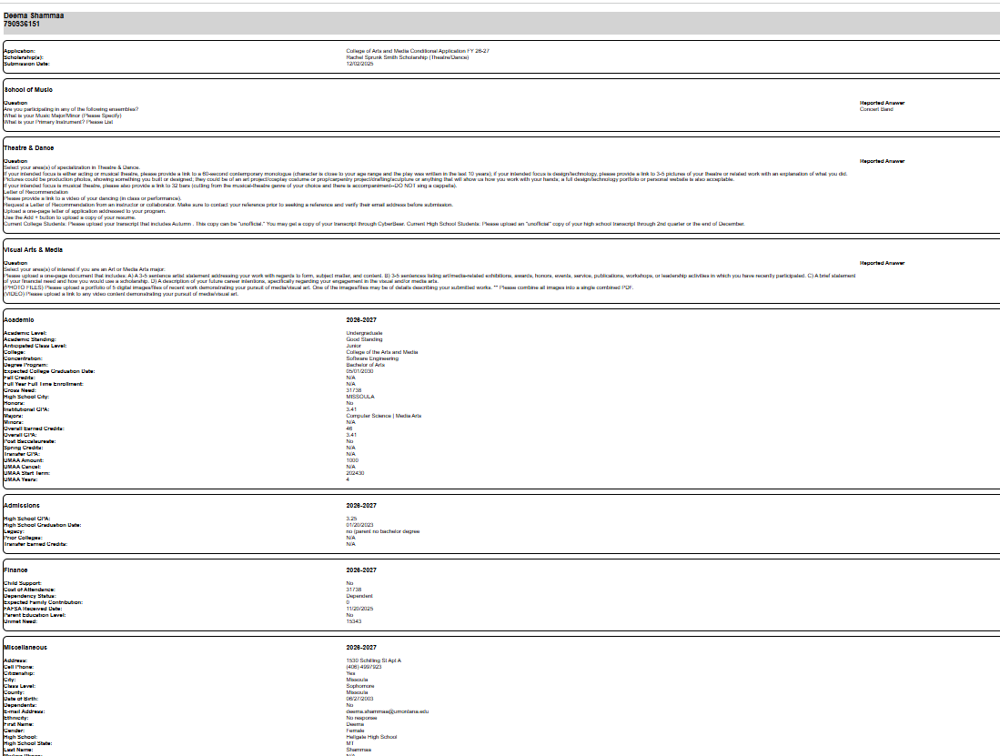 Deema Shammaa
790936151
Application: College of Arts and Media Conditional Application FY 26-27
Scholarship(s): Rachel Sprunk Smith Scholarship (Theatre/Dance)
Submission Date: 12/02/2025
School of Music
Question Reported Answer
Are you participating in any of the following ensembles? Concert Band
What is your Music Major/Minor (Please Specify)
What is your Primary Instrument? Please List
Theatre & Dance
Question Reported Answer
Select your area(s) of specialization in Theatre & Dance.
If your intended focus is either acting or musical theatre, please provide a link to a 60-second contemporary monologue (character is close to your age range and the play was written in the last 10 years); if your intended focus is design/technology, please provide a link to 3-5 pictures of your theatre or related work with an explanation of what you did.
Pictures could be production photos, showing something you built or designed; they could be of an art project/cosplay costume or prop/carpentry project/drafting/sculpture or anything that will show us how you work with your hands; a full design/technology portfolio or personal website is also acceptable.
If your intended focus is musical theatre, please also provide a link to 32 bars (cutting from the musical-theatre genre of your choice and there is accompaniment--DO NOT sing a cappella).
Letter of Recommendation
Please provide a link to a video of your dancing (in class or performance).
Request a Letter of Recommendation from an instructor or collaborator. Make sure to contact your reference prior to seeking a reference and verify their email address before submission.
Upload a one-page letter of application addressed to your program.
Use the Add + button to upload a copy of your resume.
Current College Students: Please upload your transcript that includes Autumn . This copy can be "unofficial." You may get a copy of your transcript through CyberBear. Current High School Students: Please upload an "unofficial" copy of your high school transcript through 2nd quarter or the end of December.
Visual Arts & Media
Question Reported Answer
Select your area(s) of interest if you are an Art or Media Arts major.
Please upload a one-page document that includes: A) A 3-5 sentence artist statement addressing your work with regards to form, subject matter, and content. B) 3-5 sentences listing art/media-related exhibitions, awards, honors, events, service, publications, workshops, or leadership activities in which you have recently participated. C) A brief statement
of your financial need and how you would use a scholarship. D) A description of your future career intentions, specifically regarding your engagement in the visual and/or media arts.
(PHOTO FILES) Please upload a portfolio of 5 digital images/files of recent work demonstrating your pursuit of media/visual art. One of the images/files may be of details describing your submitted works. ** Please combine all images into a single combined PDF.
(VIDEO) Please upload a link to any video content demonstrating your pursuit of media/visual art.
Academic 2026-2027
Academic Level: Undergraduate
Academic Standing: Good Standing
Anticipated Class Level: Junior
College: College of the Arts and Media
Concentration: Software Engineering
Degree Program: Bachelor of Arts
Expected College Graduation Date: 05/01/2030
Fall Credits: N/A
Full Year Full Time Enrollment: N/A
Gross Need: 31738
High School City: MISSOULA
Honors: No
Institutional GPA: 3.41
Majors: Computer Science | Media Arts
Minors: N/A
Overall Earned Credits: 46
Overall GPA: 3.41
Post Baccalaureate: No
Spring Credits: N/A
Transfer GPA: N/A
UMAA Amount: 1000
UMAA Cancel: N/A
UMAA Start Term: 202430
UMAA Years: 4
Admissions 2026-2027
High School GPA: 3.25
High School Graduation Date: 01/20/2023
Legacy: no (parent no bachelor degree
Prior Colleges: N/A
Transfer Earned Credits: N/A
Finance 2026-2027
Child Support: No
Cost of Attendance: 31738
Dependency Status: Dependent
Expected Family Contribution: 0
FAFSA Received Date: 11/20/2025
Parent Education Level: No
Unmet Need: 15343
Miscellaneous 2026-2027
Address: 1530 Schilling St Apt A
Cell Phone: (406) 4997923
Citizenship: Yes
City: Missoula
Class Level: Sophomore
County: Missoula
Date of Birth: 06/27/2003
Dependents: No
E-mail Address: deema.shammaa@umontana.edu
Ethnicity: No response
First Name: Deema
Gender: Female
High School: Hellgate High School
High School State: MT
Last Name: Shammaa